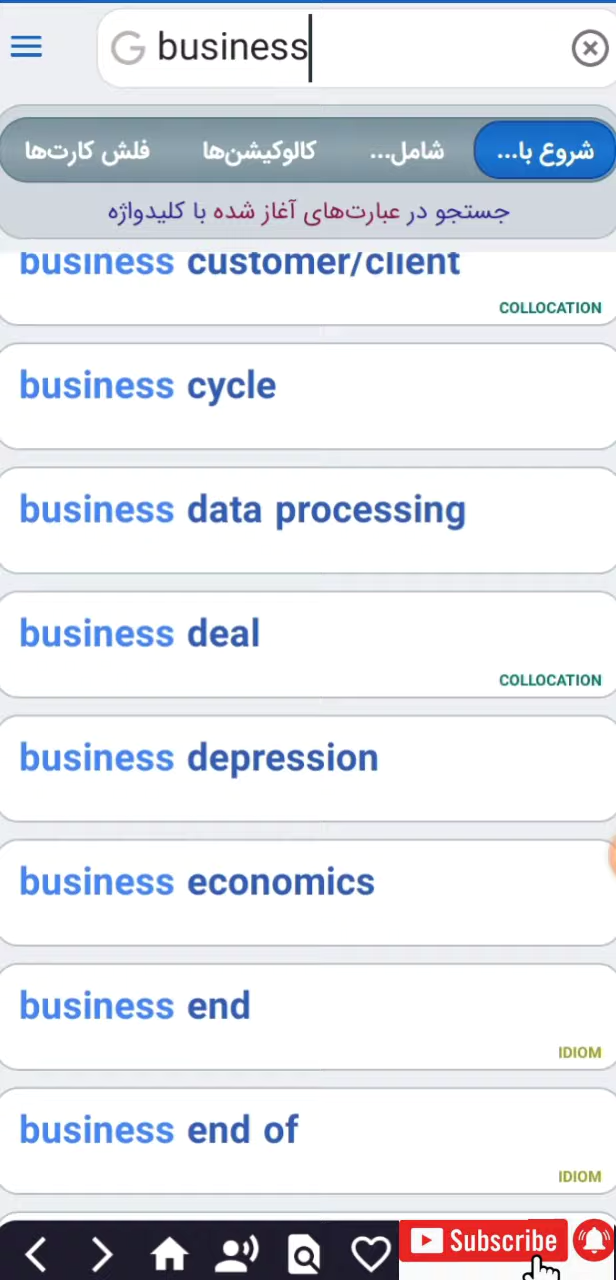 business
شروع با...
شامل...
کالوکیشن‌ها
فلش کارت‌ها
جستجو در عبارت‌های آغاز شده با کلیدواژه
business customer/client
COLLOCATION
business cycle
business data processing
business deal
COLLOCATION
business depression
business economics
business end
IDIOM
business end of
IDIOM
Subscribe